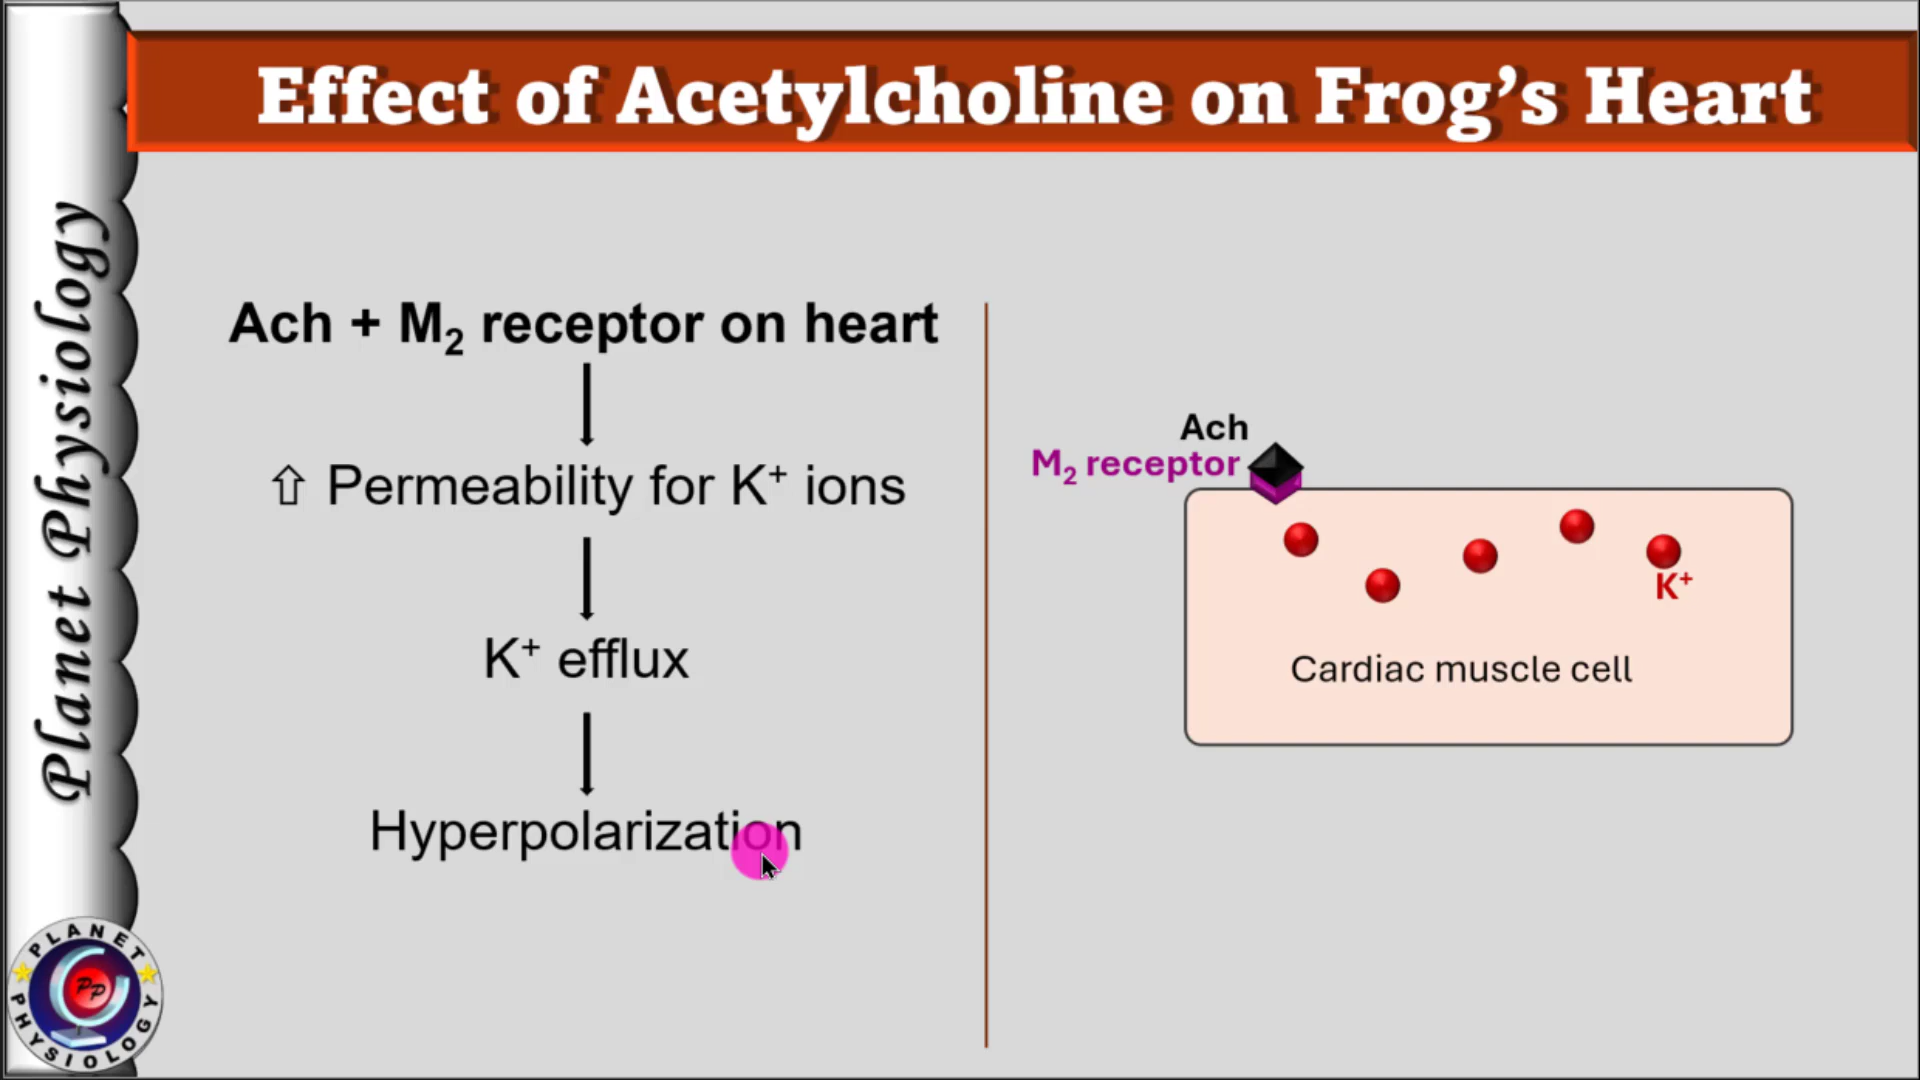 Effect of Acetylcholine on Frog’s Heart
Planet Physiology
Ach + M₂ receptor on heart
⇧ Permeability for K⁺ ions
K⁺ efflux
Hyperpolarization
Ach
M₂ receptor
K⁺
Cardiac muscle cell
PLANET
PP
PHYSIOLOGY